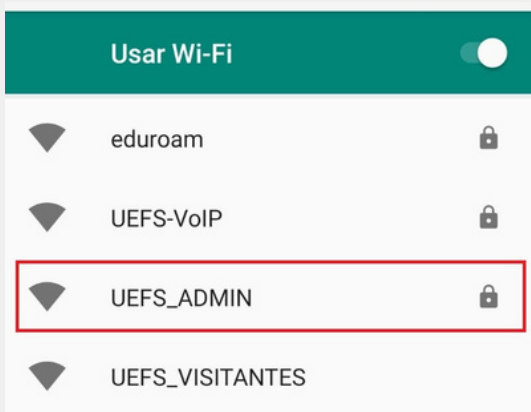 Usar Wi-Fi
eduroam
UEFS-VoIP
UEFS_ADMIN
UEFS_VISITANTES